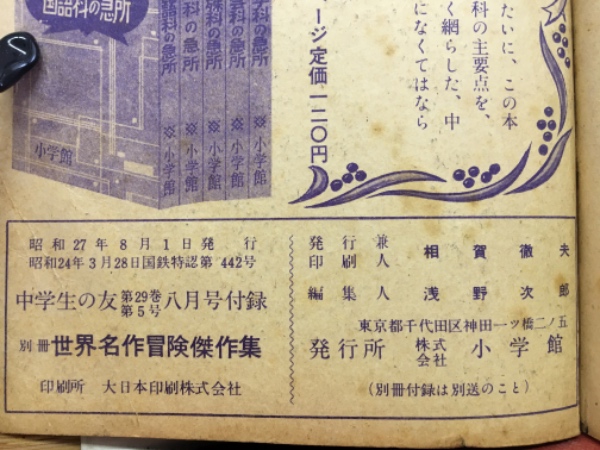 たいに、この本
科の主要点を、
く網らした、中
になくてはなら
ページ定価一二〇円
国語科の急所
科の急所
科の急所
科の急所
小学館
小学館
小学館
小学館
小学館
小学館
昭和27年8月1日発行
昭和24年3月28日国鉄特認第442号
中学生の友 第29巻第5号 八月号付録
別冊 世界名作冒険傑作集
印刷所 大日本印刷株式会社
発行兼印刷人 相賀徹夫
編集人 浅野次郎
東京都千代田区神田一ツ橋二ノ五
発行所 株式会社 小学館
(別冊付録は別送のこと)